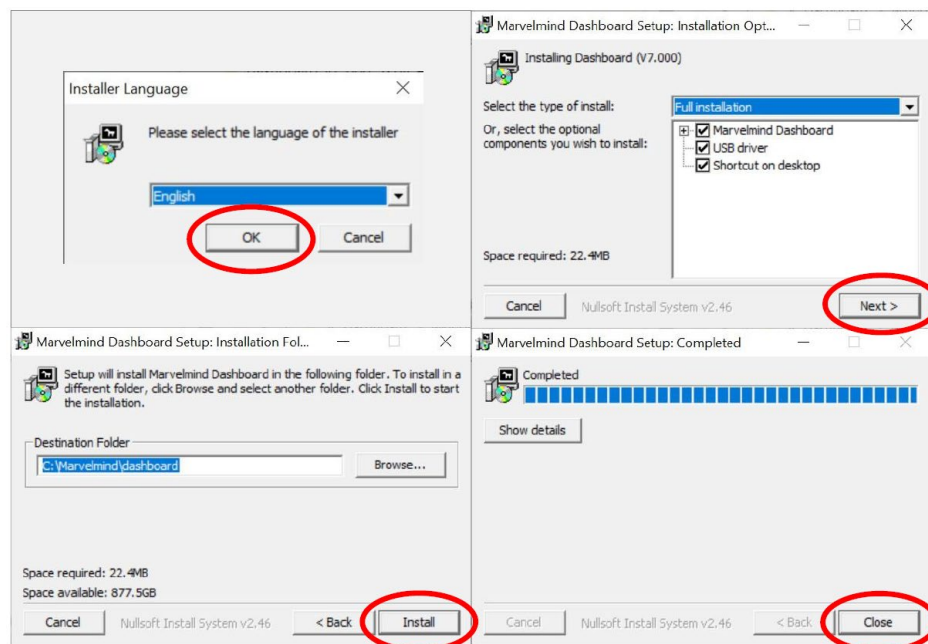 Installer Language
Please select the language of the installer
English
OK
Cancel
Marvelmind Dashboard Setup: Installation Opt...
Installing Dashboard (V7.000)
Select the type of install:
Full installation
Or, select the optional
components you wish to install:
Marvelmind Dashboard
USB driver
Shortcut on desktop
Space required: 22.4MB
Cancel
Nullsoft Install System v2.46
Next >
Marvelmind Dashboard Setup: Installation Fol...
Setup will install Marvelmind Dashboard in the following folder. To install in a
different folder, click Browse and select another folder. Click Install to start
the installation.
Destination Folder
C:\Marvelmind\dashboard
Browse...
Space required: 22.4MB
Space available: 877.5GB
Cancel
Nullsoft Install System v2.46
< Back
Install
Marvelmind Dashboard Setup: Completed
Completed
Show details
Cancel
Nullsoft Install System v2.46
< Back
Close